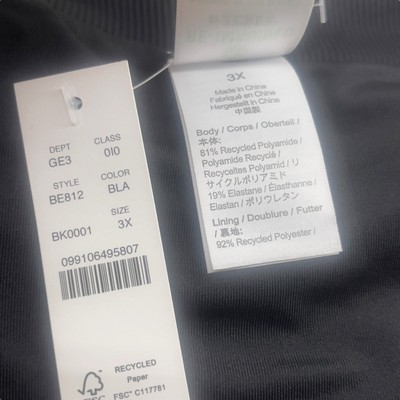 DEPT
GE3
CLASS
0I0
STYLE
BE812
COLOR
BLA
BK0001
SIZE
3X
099106495807
RECYCLED
Paper
FSC™ C117781
FSC
3X
Made in China
Fabriqué en Chine
Hergestellt in China
中国製
Body / Corps / Oberteil /
本体:
81% Recycled Polyamide /
Polyamide Recyclé /
Recyceltes Polyamid / リ
サイクルポリアミド
19% Elastane / Élasthanne /
Elastan / ポリウレタン
Lining / Doublure / Futter
/ 裏地:
92% Recycled Polyester /